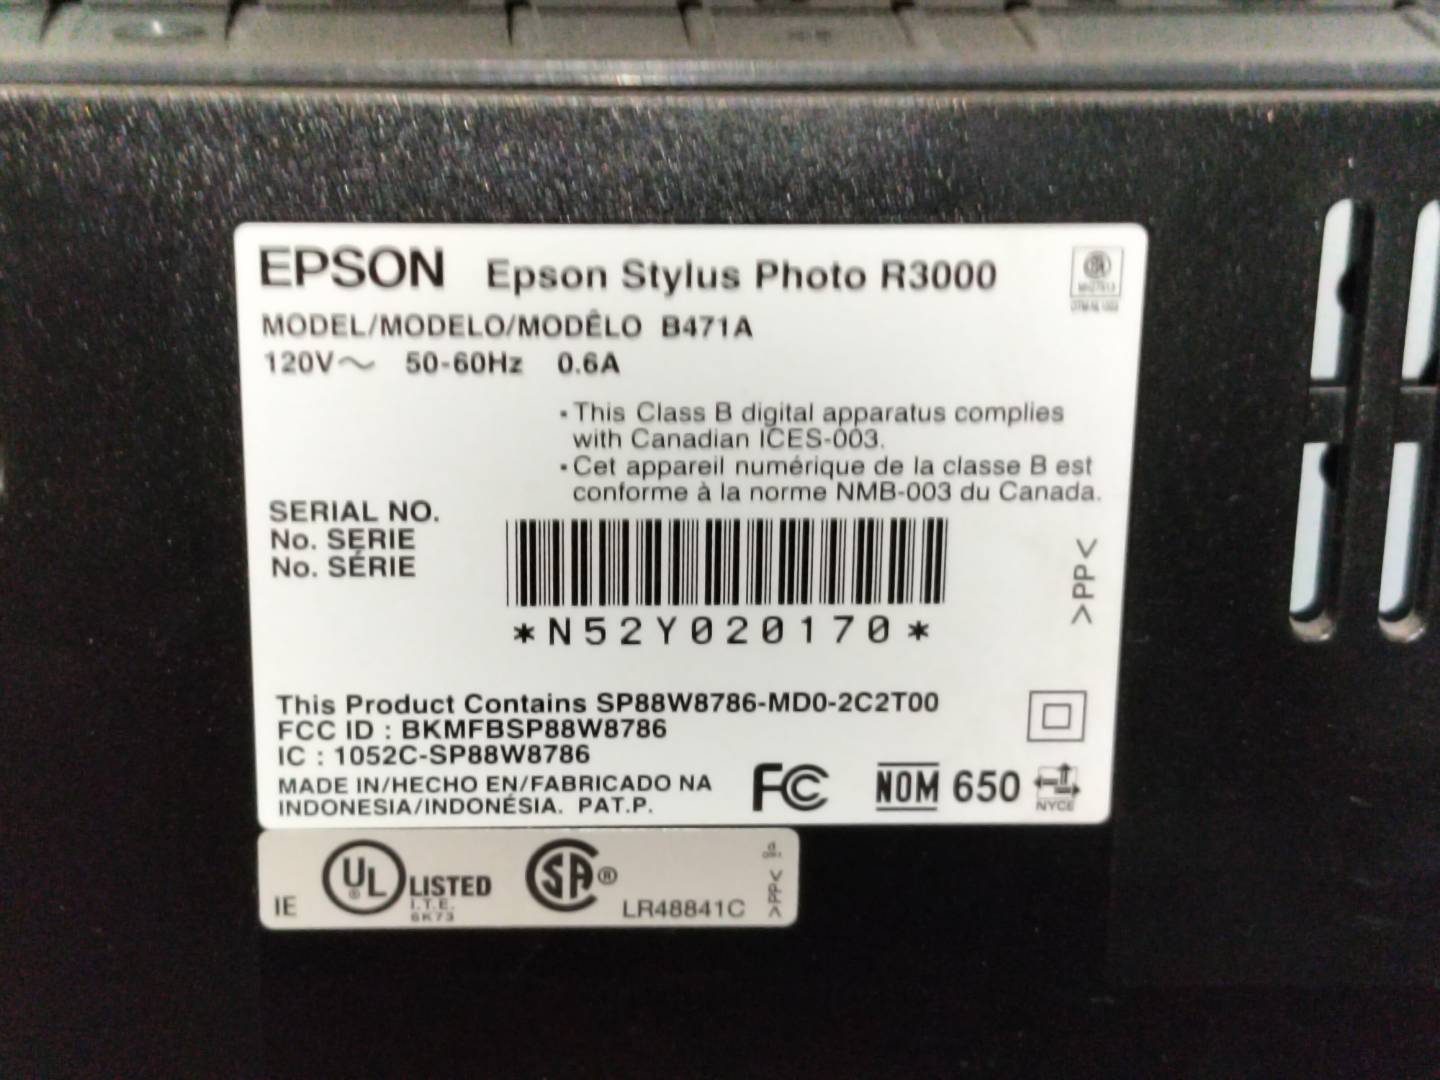 EPSON Epson Stylus Photo R3000
MODEL/MODELO/MODÊLO B471A
120V～ 50-60Hz 0.6A
• This Class B digital apparatus complies
with Canadian ICES-003.
• Cet appareil numérique de la classe B est
conforme à la norme NMB-003 du Canada.
SERIAL NO.
No. SERIE
No. SÉRIE
*N52Y020170*
>PP<
This Product Contains SP88W8786-MD0-2C2T00
FCC ID : BKMFBSP88W8786
IC : 1052C-SP88W8786
MADE IN/HECHO EN/FABRICADO NA
INDONESIA/INDONÉSIA. PAT.P.
FC NOM 650 NYCE
IE UL® LISTED
I.T.E.
6K73
SA®
LR48841C
>PP<